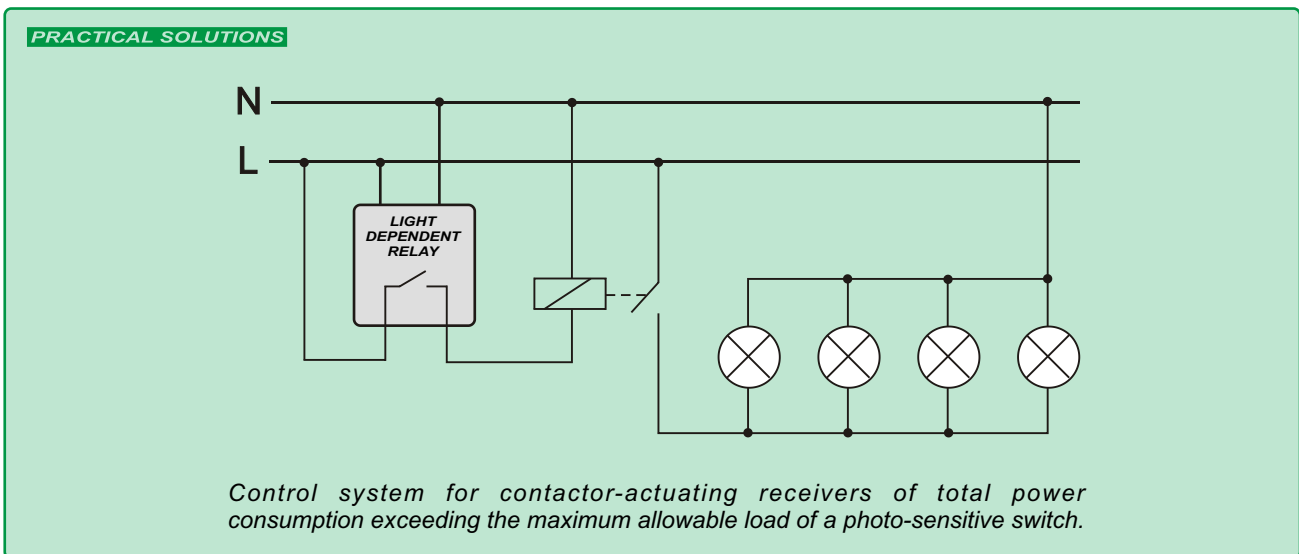 PRACTICAL SOLUTIONS
N
L
LIGHT
DEPENDENT
RELAY
Control system for contactor-actuating receivers of total power
consumption exceeding the maximum allowable load of a photo-sensitive switch.